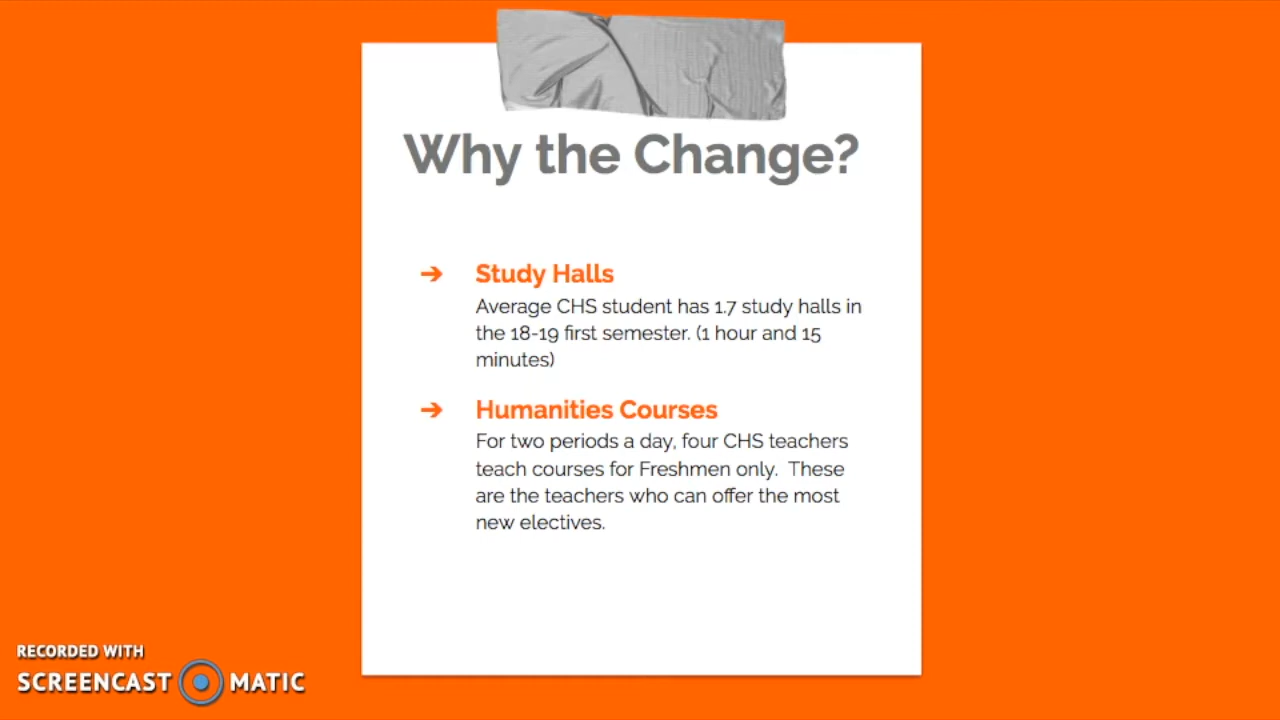 Why the Change?
➔ Study Halls
Average CHS student has 1.7 study halls in
the 18-19 first semester. (1 hour and 15
minutes)
➔ Humanities Courses
For two periods a day, four CHS teachers
teach courses for Freshmen only.  These
are the teachers who can offer the most
new electives.
RECORDED WITH
SCREENCAST MATIC